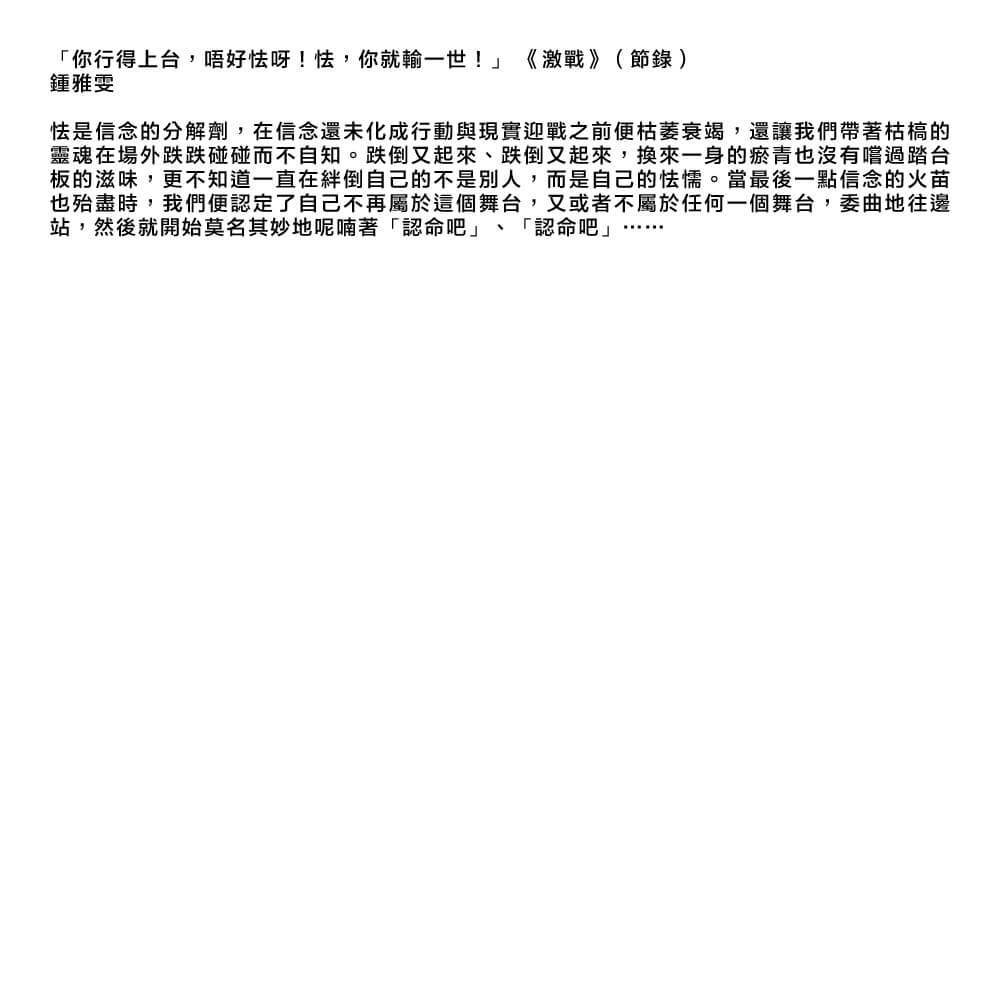 「你行得上台，唔好怯呀！怯，你就輸一世！」 《激戰》（節錄）
鍾雅雯
怯是信念的分解劑，在信念還未化成行動與現實迎戰之前便枯萎衰竭，還讓我們帶著枯槁的
靈魂在場外跌跌碰碰而不自知。跌倒又起來、跌倒又起來，換來一身的瘀青也沒有嚐過踏台
板的滋味，更不知道一直在絆倒自己的不是別人，而是自己的怯懦。當最後一點信念的火苗
也殆盡時，我們便認定了自己不再屬於這個舞台，又或者不屬於任何一個舞台，委曲地往邊
站，然後就開始莫名其妙地呢喃著「認命吧」、「認命吧」……